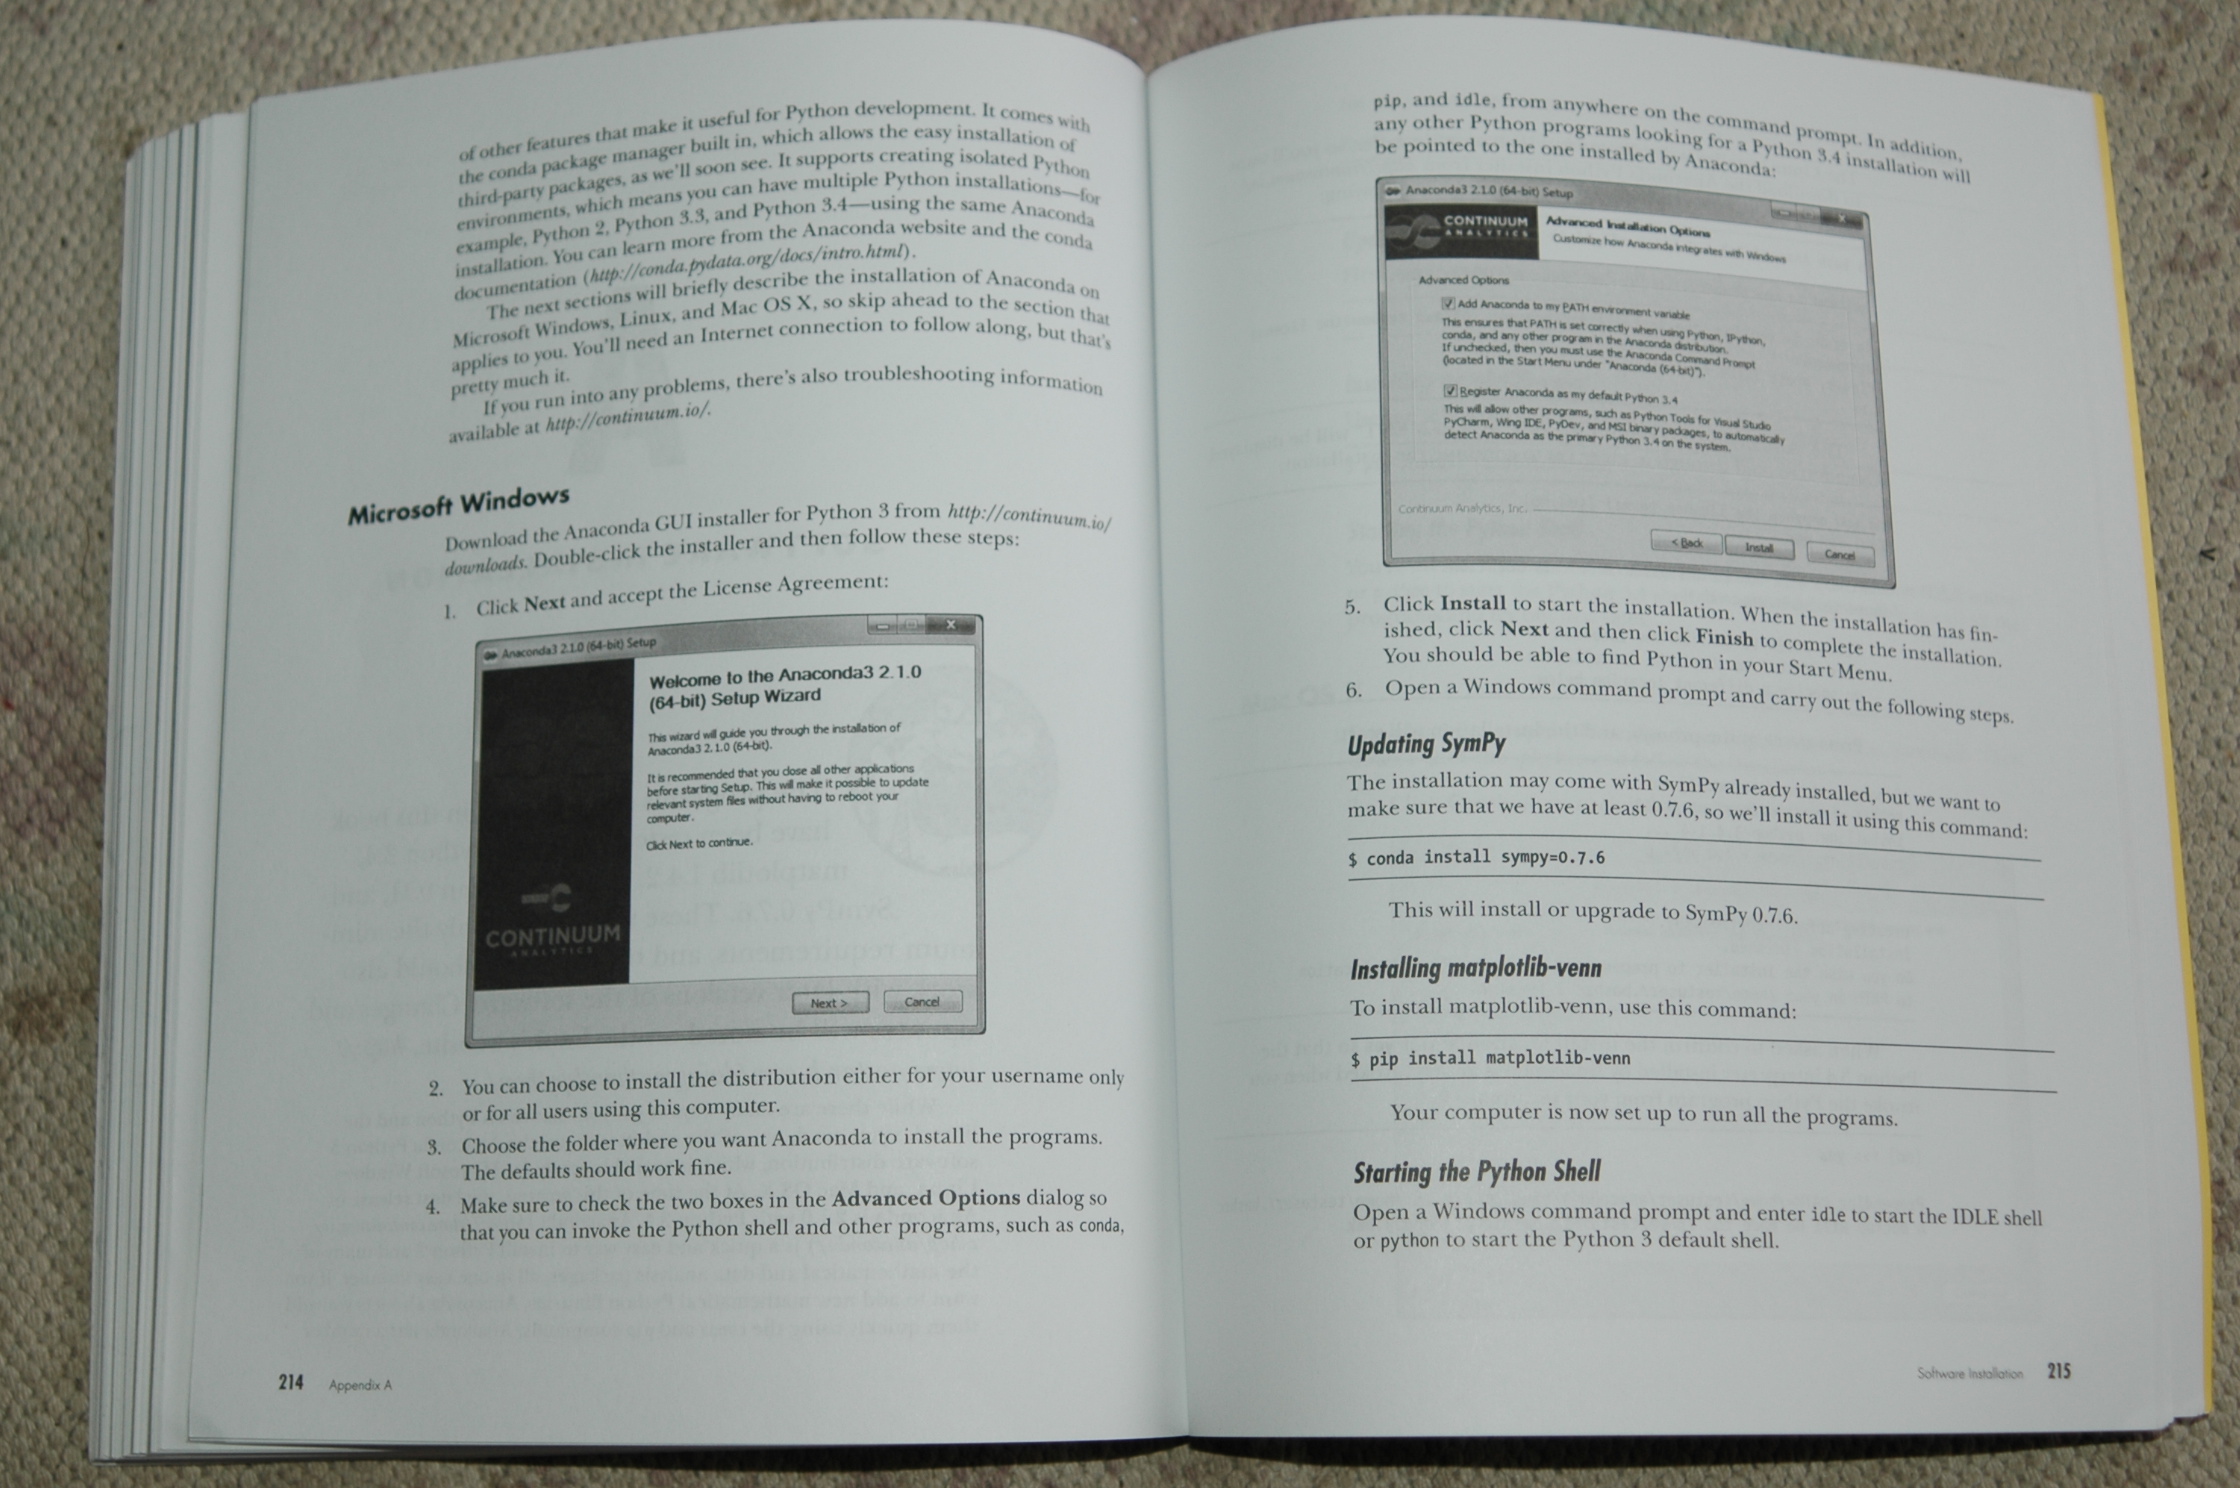 of other features that make it useful for Python development. It comes with
the conda package manager built in, which allows the easy installation of
third-party packages, as we'll soon see. It supports creating isolated Python
environments, which means you can have multiple Python installations—for
example, Python 2, Python 3.3, and Python 3.4—using the same Anaconda
installation. You can learn more from the Anaconda website and the conda
documentation (http://conda.pydata.org/docs/intro.html).
The next sections will briefly describe the installation of Anaconda on
Microsoft Windows, Linux, and Mac OS X, so skip ahead to the section that
applies to you. You'll need an Internet connection to follow along, but that's
pretty much it.
If you run into any problems, there's also troubleshooting information
available at http://continuum.io/.
Microsoft Windows
Download the Anaconda GUI installer for Python 3 from http://continuum.io/
downloads. Double-click the installer and then follow these steps:
1. Click Next and accept the License Agreement:
Anaconda3 2.1.0 (64-bit) Setup
Welcome to the Anaconda3 2.1.0
(64-bit) Setup Wizard
This wizard will guide you through the installation of
Anaconda3 2.1.0 (64-bit).
It is recommended that you close all other applications
before starting Setup. This will make it possible to update
relevant system files without having to reboot your
computer.
Click Next to continue.
CONTINUUM
ANALYTICS
Next >
Cancel
2. You can choose to install the distribution either for your username only
or for all users using this computer.
3. Choose the folder where you want Anaconda to install the programs.
The defaults should work fine.
4. Make sure to check the two boxes in the Advanced Options dialog so
that you can invoke the Python shell and other programs, such as conda,
214 Appendix A
pip, and idle, from anywhere on the command prompt. In addition,
any other Python programs looking for a Python 3.4 installation will
be pointed to the one installed by Anaconda:
Anaconda3 2.1.0 (64-bit) Setup
CONTINUUM
ANALYTICS
Advanced Installation Options
Customize how Anaconda integrates with Windows
Advanced Options
Add Anaconda to my PATH environment variable
This ensures that PATH is set correctly when using Python, IPython,
conda, and any other program in the Anaconda distribution.
If unchecked, then you must use the Anaconda Command Prompt
(located in the Start Menu under "Anaconda (64-bit)").
Register Anaconda as my default Python 3.4
This will allow other programs, such as Python Tools for Visual Studio
PyCharm, Wing IDE, PyDev, and MSI binary packages, to automatically
detect Anaconda as the primary Python 3.4 on the system.
Continuum Analytics, Inc.
< Back
Install
Cancel
5. Click Install to start the installation. When the installation has fin-
ished, click Next and then click Finish to complete the installation.
You should be able to find Python in your Start Menu.
6. Open a Windows command prompt and carry out the following steps.
Updating SymPy
The installation may come with SymPy already installed, but we want to
make sure that we have at least 0.7.6, so we'll install it using this command:
$ conda install sympy=0.7.6
This will install or upgrade to SymPy 0.7.6.
Installing matplotlib-venn
To install matplotlib-venn, use this command:
$ pip install matplotlib-venn
Your computer is now set up to run all the programs.
Starting the Python Shell
Open a Windows command prompt and enter idle to start the IDLE shell
or python to start the Python 3 default shell.
Software Installation 215